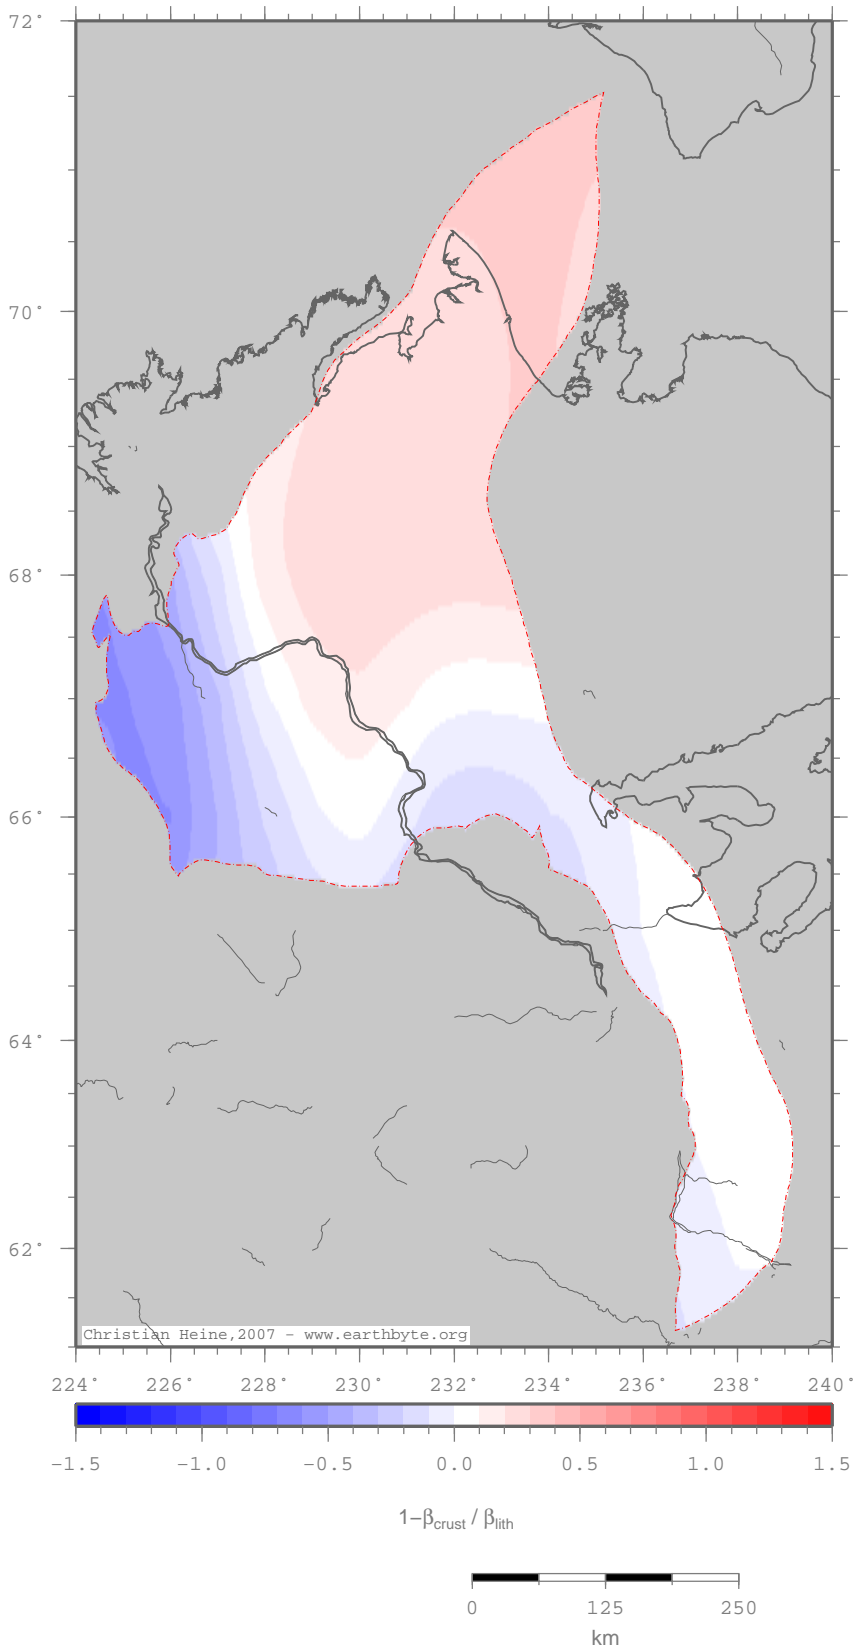 72°
70°
68°
66°
64°
62°
Christian Heine,2007 – www.earthbyte.org
224° 226° 228° 230° 232° 234° 236° 238° 240°
−1.5 −1.0 −0.5 0.0 0.5 1.0 1.5
1−βcrust / βlith
0 125 250
km